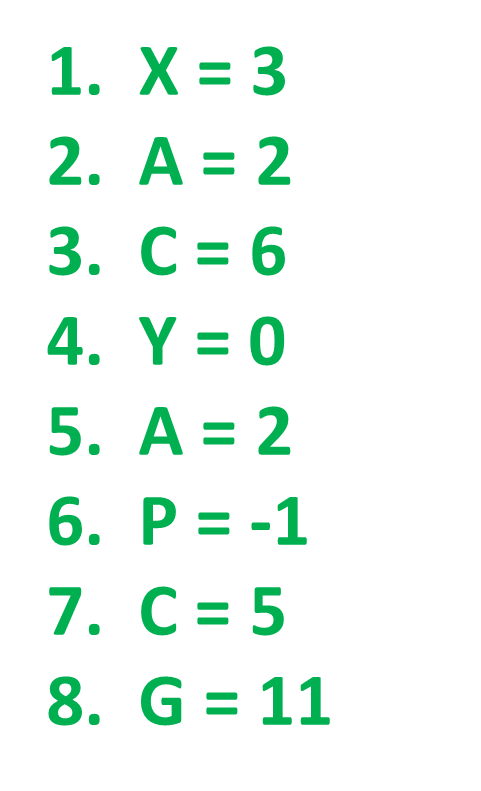 1. X = 3
2. A = 2
3. C = 6
4. Y = 0
5. A = 2
6. P = -1
7. C = 5
8. G = 11